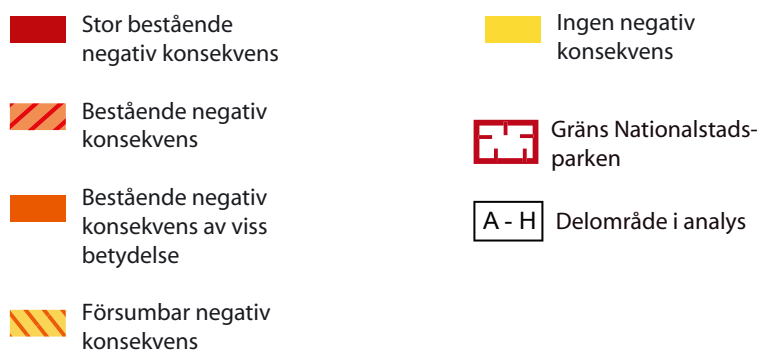 Stor bestående
negativ konsekvens
Bestående negativ
konsekvens
Bestående negativ
konsekvens av viss
betydelse
Försumbar negativ
konsekvens
Ingen negativ
konsekvens
Gräns Nationalstads-
parken
A - H Delområde i analys